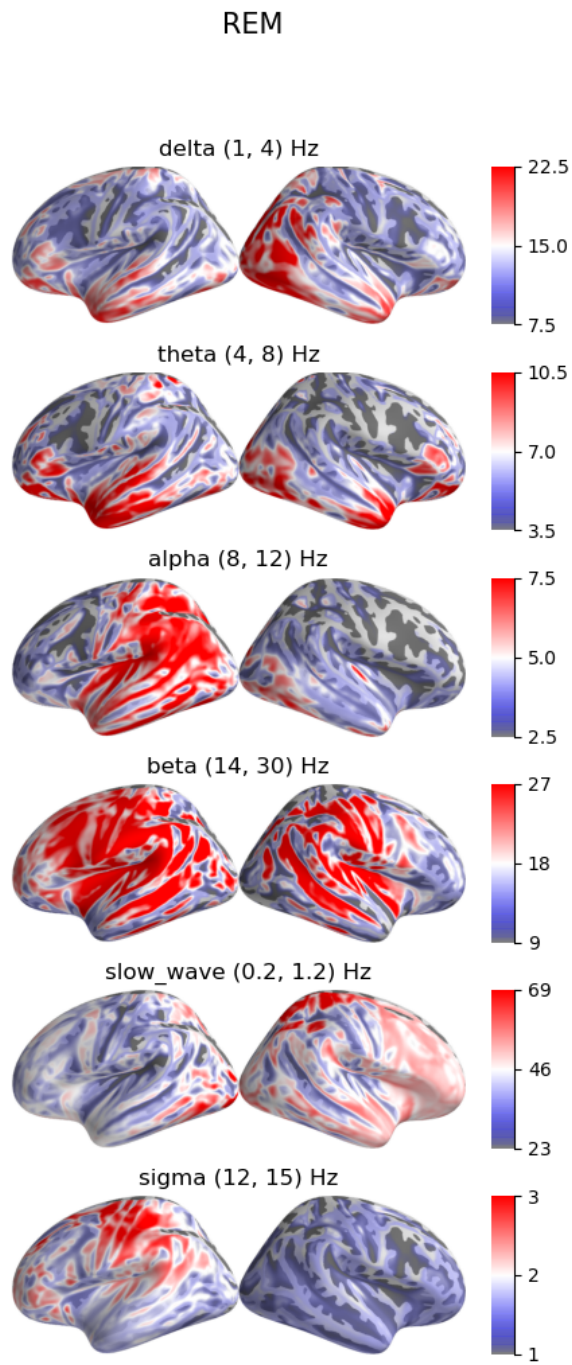 REM
delta (1, 4) Hz
22.5
15.0
7.5
theta (4, 8) Hz
10.5
7.0
3.5
alpha (8, 12) Hz
7.5
5.0
2.5
beta (14, 30) Hz
27
18
9
slow_wave (0.2, 1.2) Hz
69
46
23
sigma (12, 15) Hz
3
2
1